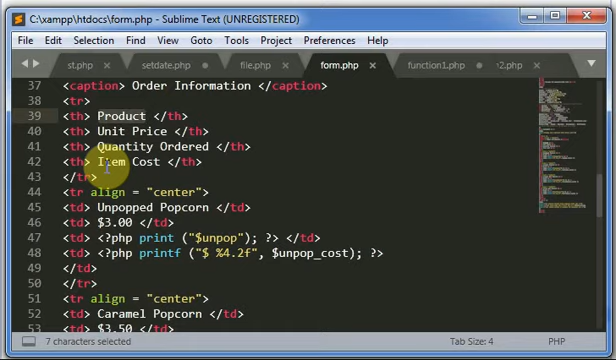 C:\xampp\htdocs\form.php - Sublime Text (UNREGISTERED)
File Edit Selection Find View Goto Tools Project Preferences Help
st.php setdate.php file.php form.php function1.php 2.php
37 <caption> Order Information </caption>
38 <tr>
39 <th> Product </th>
40 <th> Unit Price </th>
41 <th> Quantity Ordered </th>
42 <th> Item Cost </th>
43 </tr>
44 <tr align = "center">
45 <td> Unpopped Popcorn </td>
46 <td> $3.00 </td>
47 <td> <?php print ("$unpop"); ?> </td>
48 <td> <?php printf ("$ %4.2f", $unpop_cost); ?>
49 </td>
50 </tr>
51 <tr align = "center">
52 <td> Caramel Popcorn </td>
53 <td> $3.50 </td>
7 characters selected Tab Size: 4 PHP